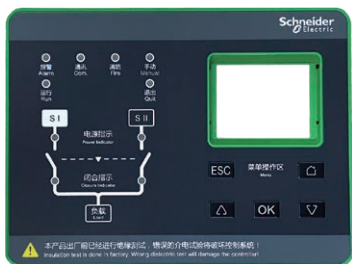 Schneider
Electric
报警
Alarm
通讯
Com.
消防
Fire
手动
Manual
运行
Run
退出
Quit
S I
S II
电源指示
Power Indicator
闭合指示
Closure Indicator
负载
Load
ESC
菜单操作区
Menu
OK
本产品出厂前已经进行绝缘测试，错误的介电试验将破坏控制系统！
Insulation test is done in factory. Wrong dielectric test will damage the controller!